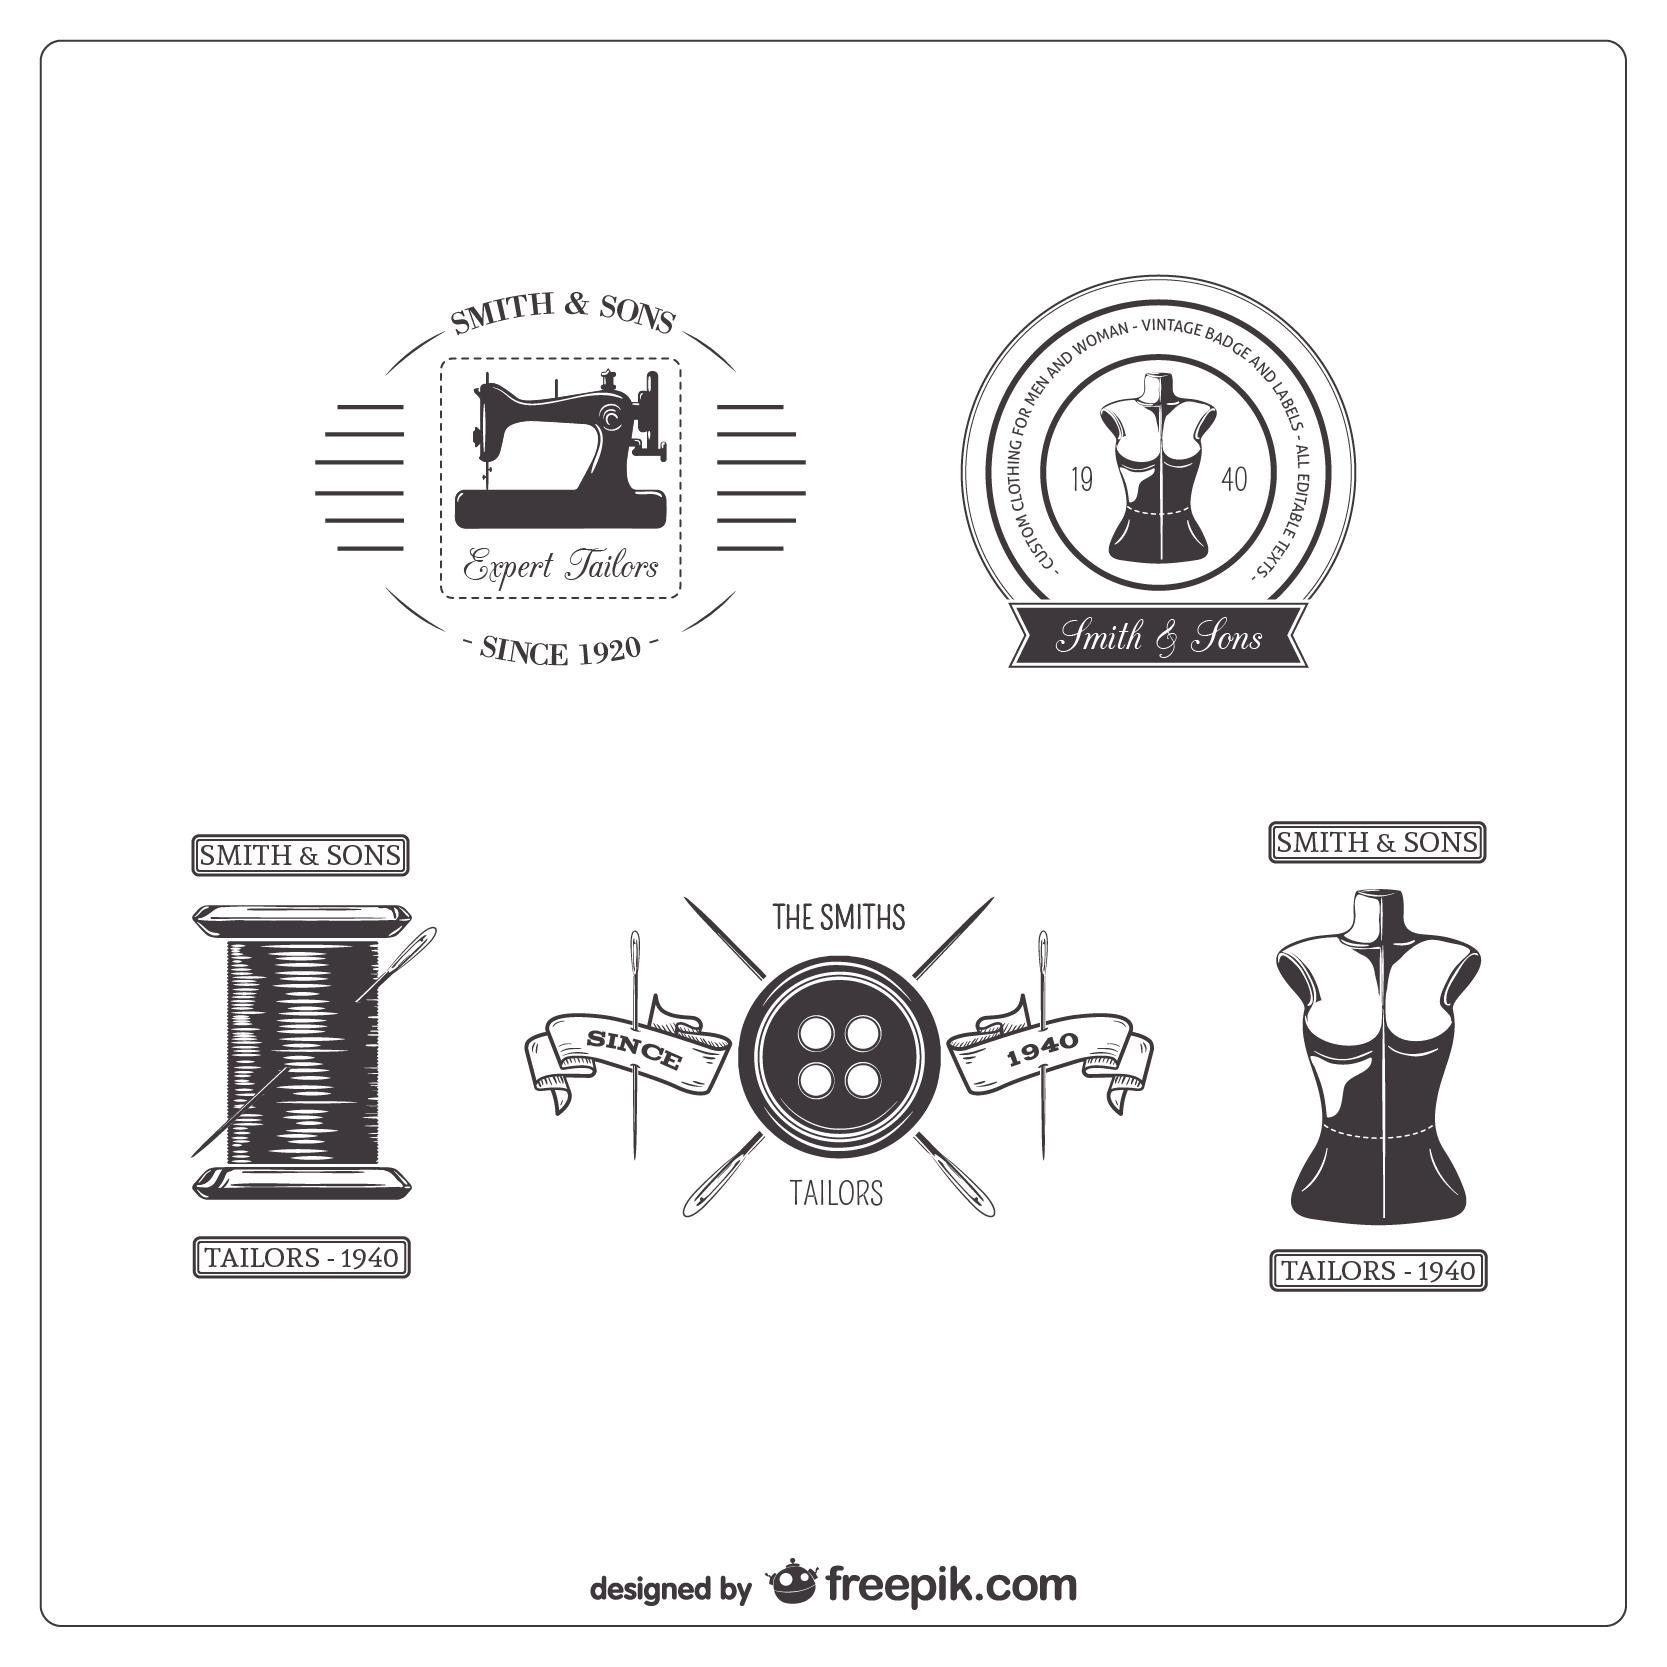 SMITH & SONS
Expert Tailors
- SINCE 1920 -
- CUSTOM CLOTHING FOR MEN AND WOMAN - VINTAGE BADGE AND LABELS - ALL EDITABLE TEXTS -
19 40
Smith & Sons
SMITH & SONS
TAILORS - 1940
THE SMITHS
SINCE 1940
TAILORS
SMITH & SONS
TAILORS - 1940
designed by freepik.com